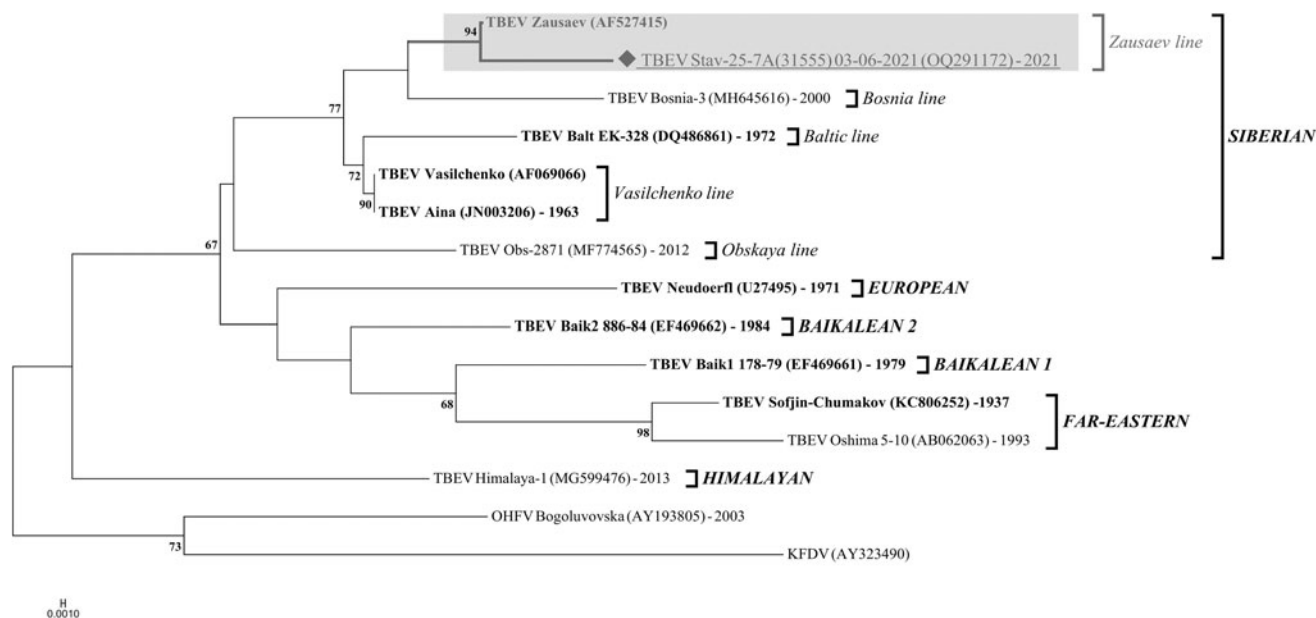 TBEV Zausaev (AF527415)
94
Zausaev line
TBEV Stav-25-7A(31555) 03-06-2021 (OQ291172) - 2021
TBEV Bosnia-3 (MH645616) - 2000
Bosnia line
77
TBEV Balt EK-328 (DQ486861) - 1972
Baltic line
SIBERIAN
72
TBEV Vasilchenko (AF069066)
Vasilchenko line
90
TBEV Aina (JN003206) - 1963
67
TBEV Obs-2871 (MF774565) - 2012
Obskaya line
TBEV Neudoerfl (U27495) - 1971
EUROPEAN
TBEV Baik2 886-84 (EF469662) - 1984
BAIKALEAN 2
TBEV Baik1 178-79 (EF469661) - 1979
BAIKALEAN 1
68
TBEV Sofjin-Chumakov (KC806252) -1937
FAR-EASTERN
98
TBEV Oshima 5-10 (AB062063) - 1993
TBEV Himalaya-1 (MG599476) - 2013
HIMALAYAN
OHFV Bogoluvovska (AY193805) - 2003
73
KFDV (AY323490)
0.0010